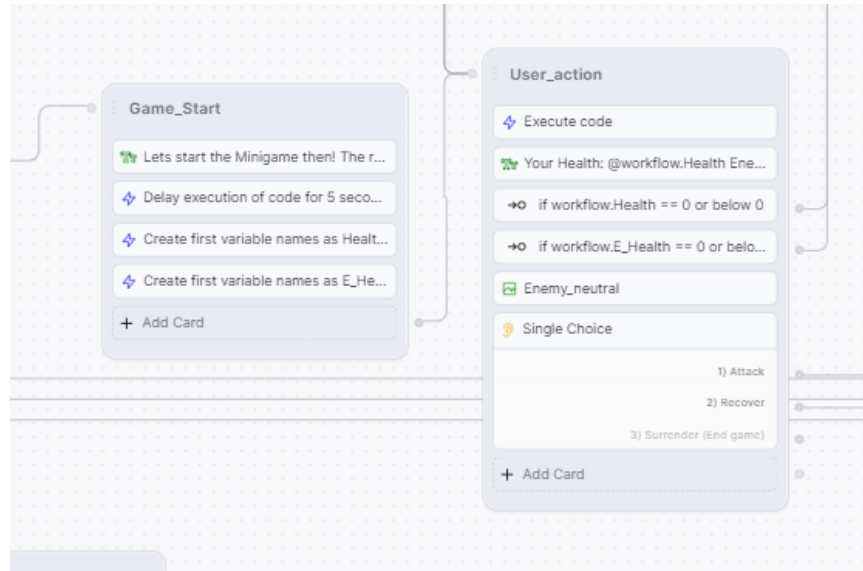 Game_Start
Lets start the Minigame then! The r...
Delay execution of code for 5 seco...
Create first variable names as Healt...
Create first variable names as E_He...
+ Add Card
User_action
Execute code
Your Health: @workflow.Health Ene...
if workflow.Health == 0 or below 0
if workflow.E_Health == 0 or belo...
Enemy_neutral
Single Choice
1) Attack
2) Recover
3) Surrender (End game)
+ Add Card